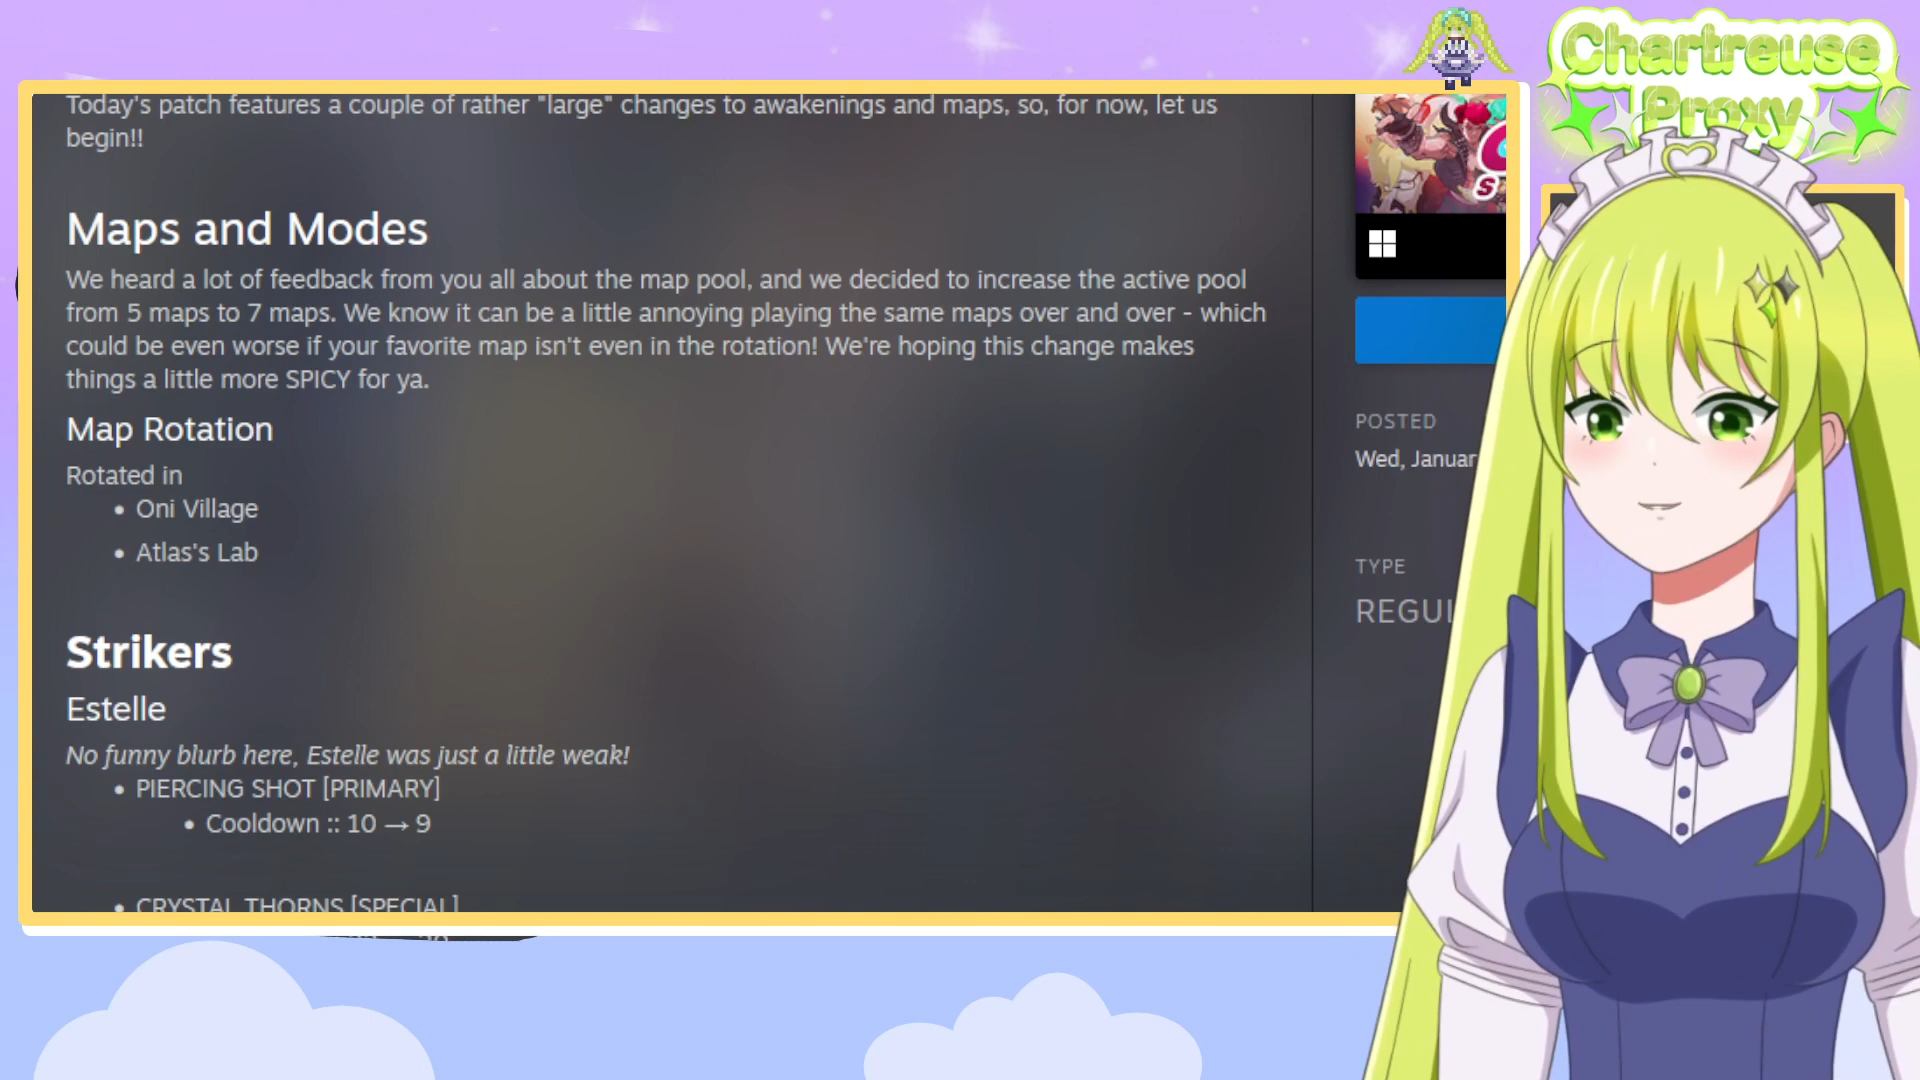 Chartreuse
Proxy
Today's patch features a couple of rather "large" changes to awakenings and maps, so, for now, let us
begin!!
Maps and Modes
We heard a lot of feedback from you all about the map pool, and we decided to increase the active pool
from 5 maps to 7 maps. We know it can be a little annoying playing the same maps over and over - which
could be even worse if your favorite map isn't even in the rotation! We're hoping this change makes
things a little more SPICY for ya.
Map Rotation
Rotated in
• Oni Village
• Atlas's Lab
Strikers
Estelle
No funny blurb here, Estelle was just a little weak!
• PIERCING SHOT [PRIMARY]
• Cooldown :: 10 → 9
• CRYSTAL THORNS [SPECIAL]
POSTED
Wed, Januar
TYPE
REGUL